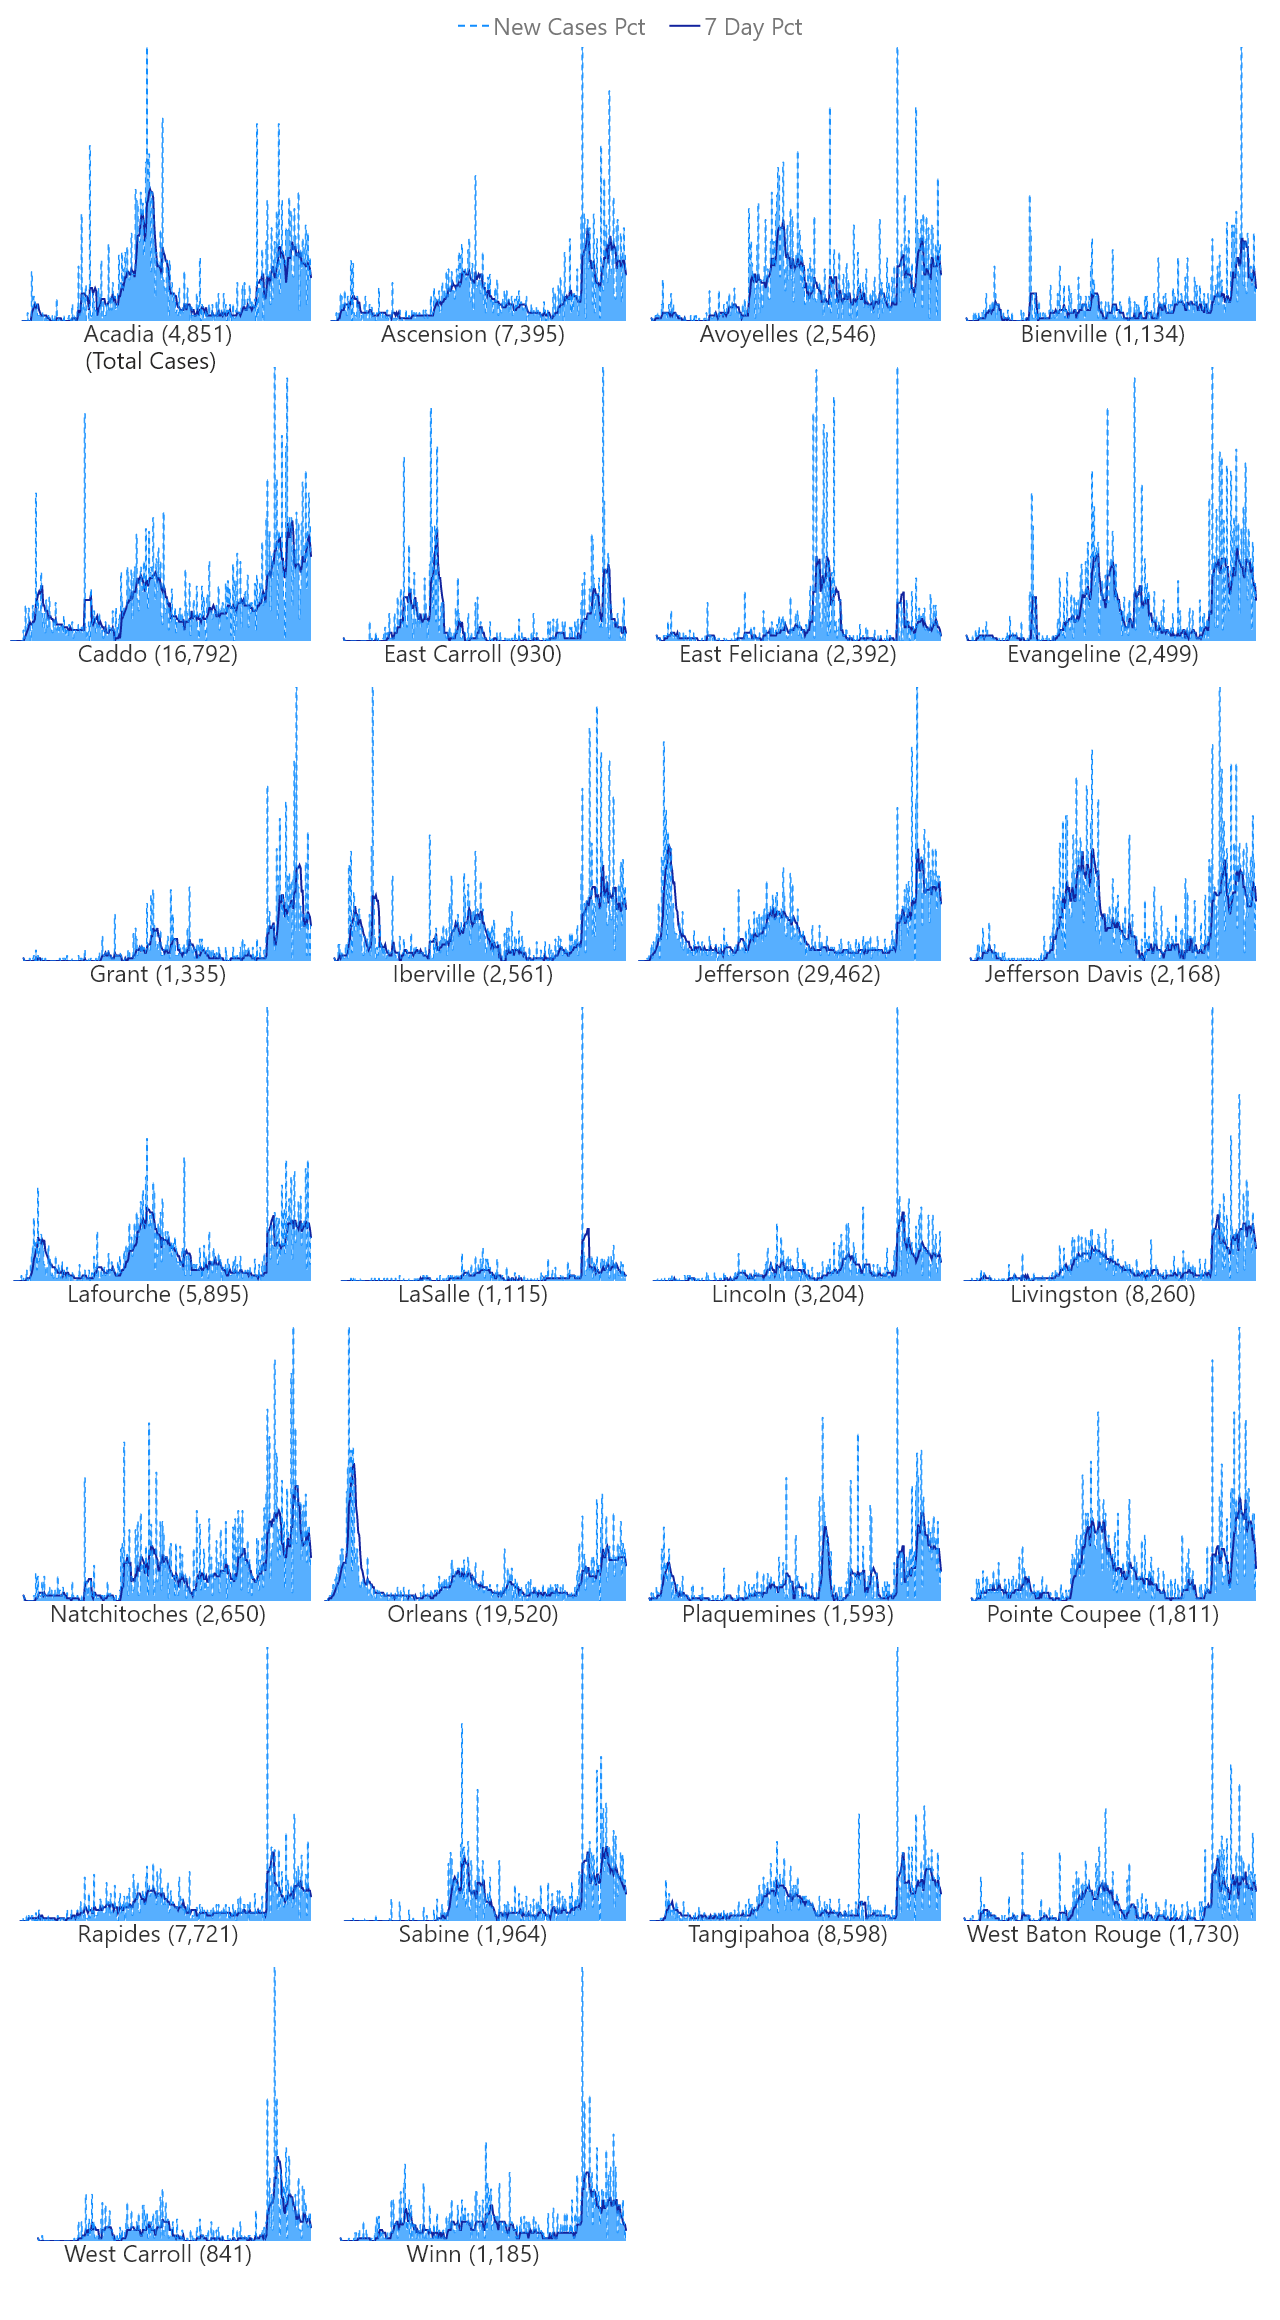 New Cases Pct 7 Day Pct
Acadia (4,851) Ascension (7,395) Avoyelles (2,546) Bienville (1,134)
(Total Cases)
Caddo (16,792) East Carroll (930) East Feliciana (2,392) Evangeline (2,499)
Grant (1,335) Iberville (2,561) Jefferson (29,462) Jefferson Davis (2,168)
Lafourche (5,895) LaSalle (1,115) Lincoln (3,204) Livingston (8,260)
Natchitoches (2,650) Orleans (19,520) Plaquemines (1,593) Pointe Coupee (1,811)
Rapides (7,721) Sabine (1,964) Tangipahoa (8,598) West Baton Rouge (1,730)
West Carroll (841) Winn (1,185)